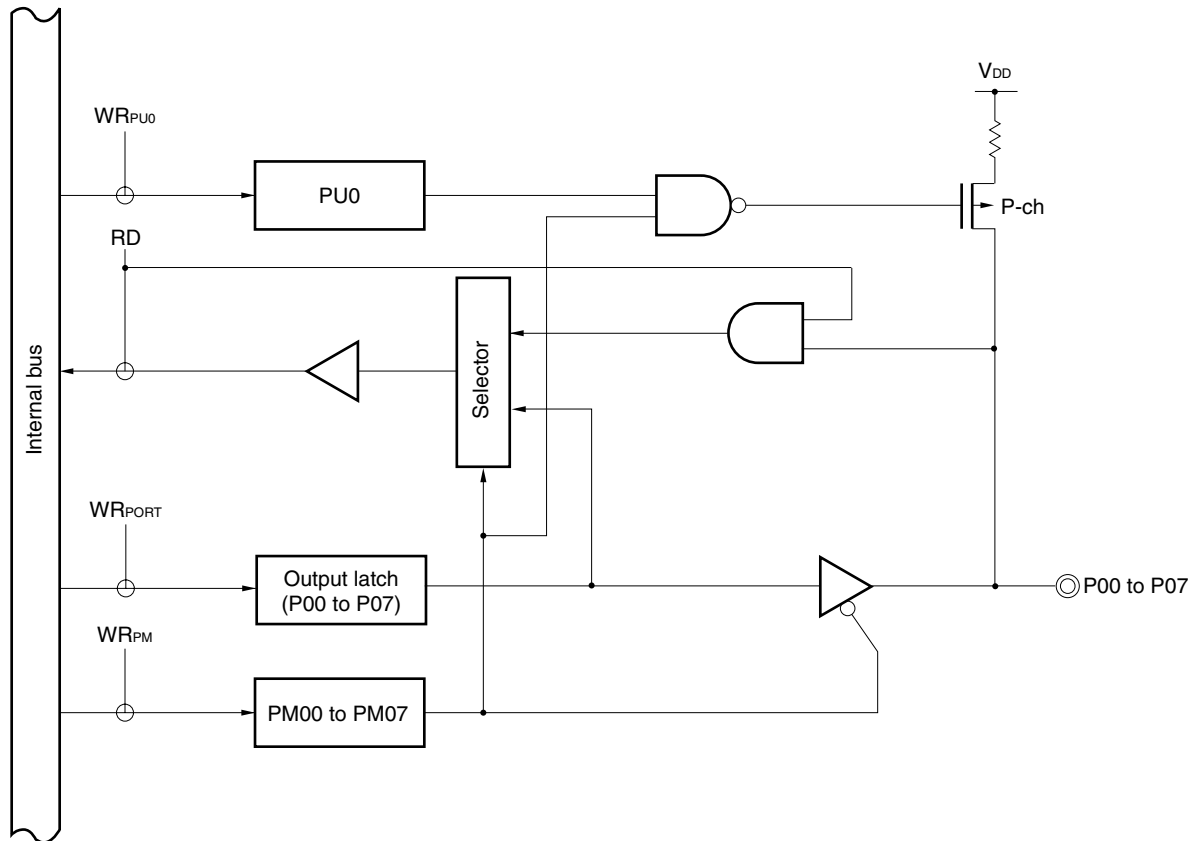 VDD
WRPU0
PU0
P-ch
RD
Selector
Internal bus
WRPORT
Output latch
(P00 to P07)
P00 to P07
WRPM
PM00 to PM07